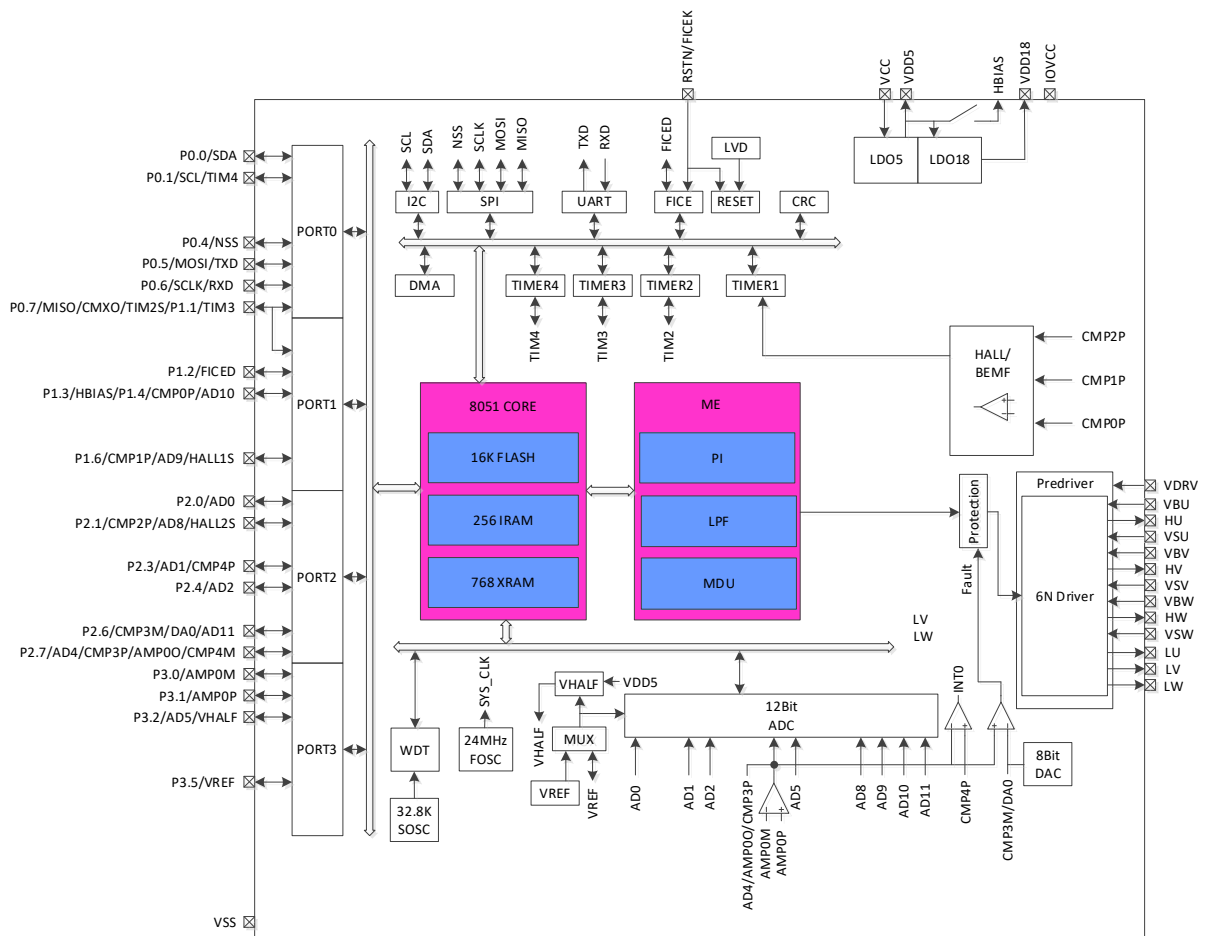 RSTN/FICEK
VCC
VDD5
HBIAS
VDD18
IOVCC
P0.0/SDA
P0.1/SCL/TIM4
P0.4/NSS
P0.5/MOSI/TXD
P0.6/SCLK/RXD
P0.7/MISO/CMXO/TIM2S/P1.1/TIM3
P1.2/FICED
P1.3/HBIAS/P1.4/CMP0P/AD10
P1.6/CMP1P/AD9/HALL1S
P2.0/AD0
P2.1/CMP2P/AD8/HALL2S
P2.3/AD1/CMP4P
P2.4/AD2
P2.6/CMP3M/DA0/AD11
P2.7/AD4/CMP3P/AMP0O/CMP4M
P3.0/AMP0M
P3.1/AMP0P
P3.2/AD5/VHALF
P3.5/VREF
VSS
PORT0
PORT1
PORT2
PORT3
SCL
SDA
NSS
SCLK
MOSI
MISO
TXD
RXD
FICED
LVD
I2C
SPI
UART
FICE
RESET
CRC
LDO5
LDO18
DMA
TIMER4
TIMER3
TIMER2
TIMER1
TIM4
TIM3
TIM2
HALL/
BEMF
CMP2P
CMP1P
CMP0P
8051 CORE
16K FLASH
256 IRAM
768 XRAM
ME
PI
LPF
MDU
Protection
Fault
Predriver
6N Driver
VDRV
VBU
HU
VSU
VBV
HV
VSV
VBW
HW
VSW
LU
LV
LW
LV
LW
WDT
32.8K
SOSC
SYS_CLK
24MHz
FOSC
VHALF
VDD5
VHALF
MUX
VREF
VREF
12Bit
ADC
AD0
AD1
AD2
AD4/AMP0O/CMP3P
AMP0M
AMP0P
AD5
AD8
AD9
AD10
AD11
INT0
CMP4P
CMP3M/DA0
8Bit
DAC